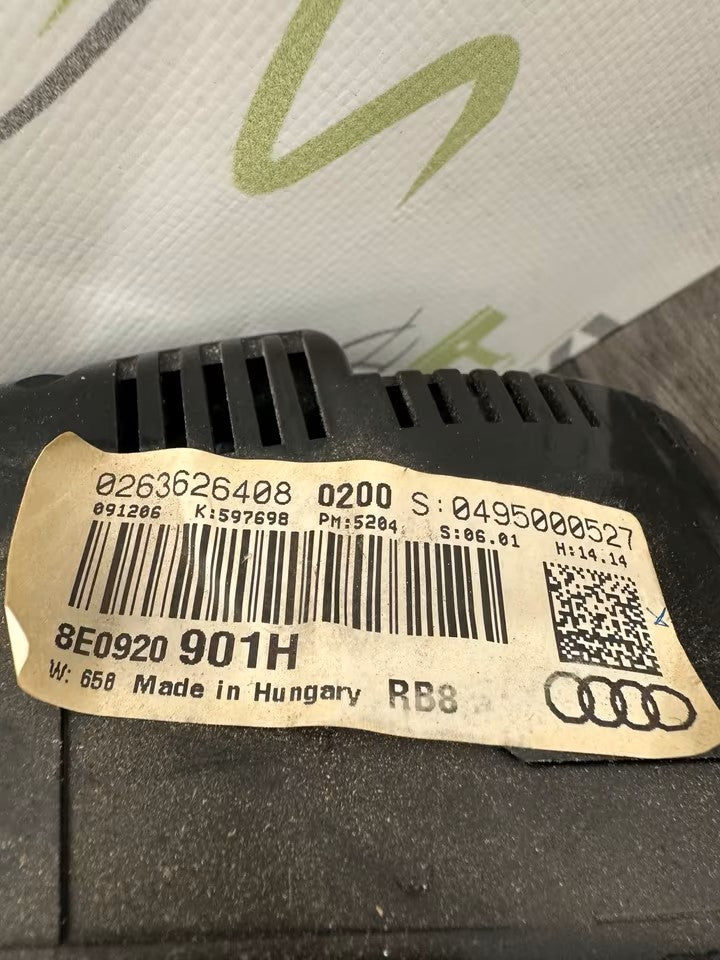 0263626408 0200 S:0495000527
091206 K:597698 PM:5204 S:06.01 H:14.14
8E0920 901H
W: 658 Made in Hungary RB8